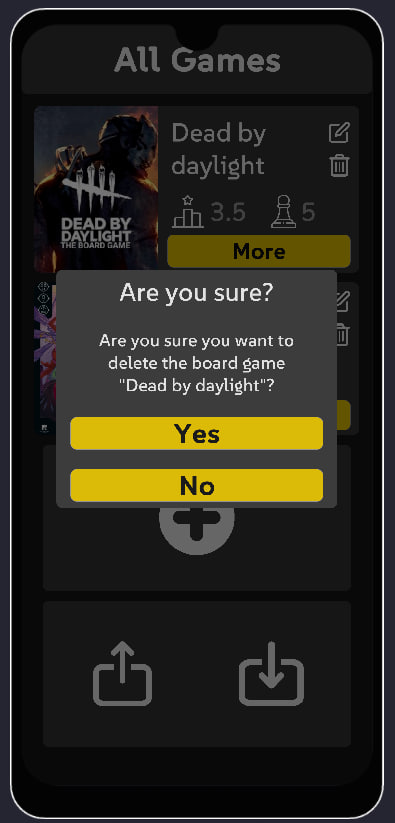 All Games
Dead by
daylight
DEAD BY
DAYLIGHT
THE BOARD GAME
3.5
5
More
Are you sure?
Are you sure you want to
delete the board game
"Dead by daylight"?
Yes
No